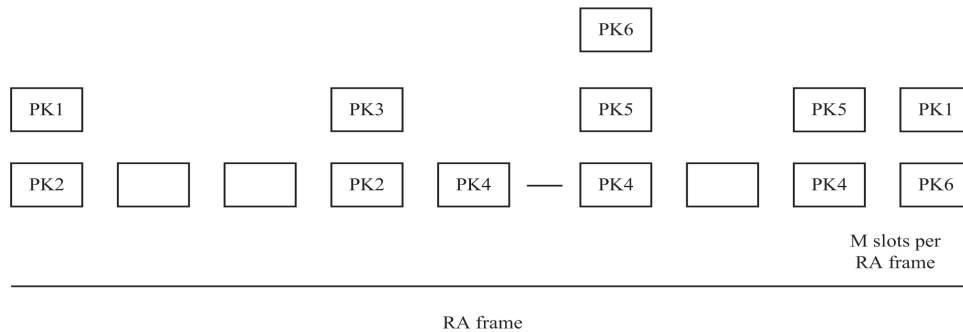 PK6
PK1 PK3 PK5 PK5 PK1
PK2 PK2 PK4 — PK4 PK4 PK6
M slots per
RA frame
RA frame